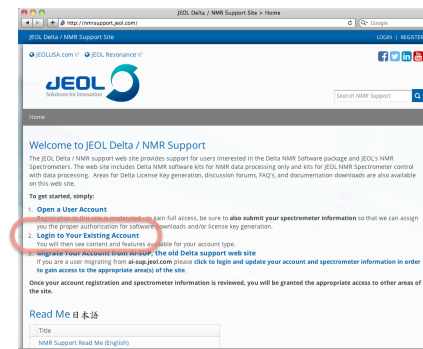 JEOL Delta / NMR Support Site > Home
http://nmrsupport.jeol.com/
Google
JEOL Delta / NMR Support Site
LOGIN | REGISTER
JEOLUSA.com JEOL Resonance
JEOL
Solutions for Innovation
Search NMR Support
Home
Welcome to JEOL Delta / NMR Support
The JEOL Delta / NMR support web site provides support for users interested in the Delta NMR Software package and JEOL's NMR
Spectrometers. The web site includes Delta NMR software kits for NMR data processing only and kits for JEOL NMR Spectrometer control
with data processing. Areas for Delta License Key generation, discussion forums, FAQ's, and documentation downloads are also available
on this web site.
To get started, simply:
1. Open a User Account
Registration to this site is moderated - to gain full access, be sure to also submit your spectrometer information so that we can assign
you the proper authorization for software downloads and/or license key generation.
2. Login to Your Existing Account
You will then see content and features available for your account type.
3. Migrate Your Account from AI-SUP, the old Delta support web site
If you are a user migrating from ai-sup.jeol.com please click to login and update your account and spectrometer information in order
to gain access to the appropriate area(s) of the site.
Once your account registration and spectrometer information is reviewed, you will be granted the appropriate access to other areas of
the site.
Read Me 日本語
Title
NMR Support Read Me (English)